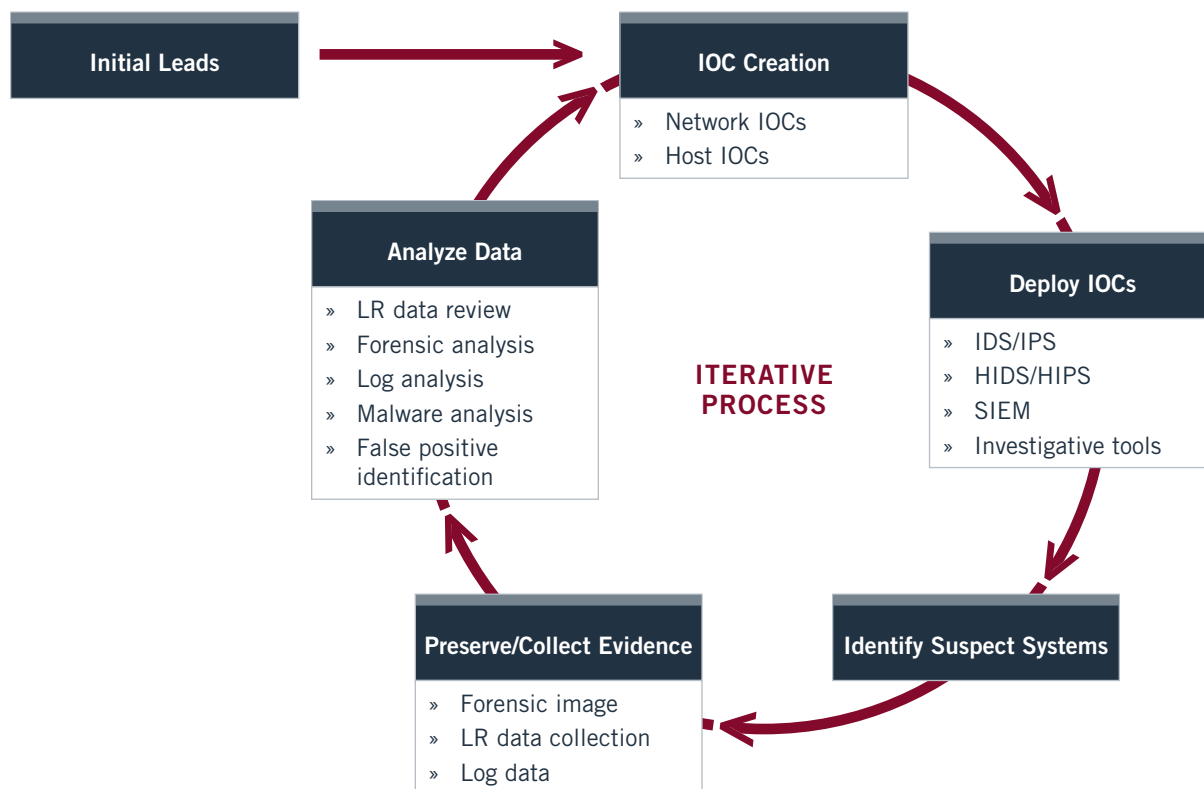 Initial Leads
IOC Creation
» Network IOCs
» Host IOCs
Deploy IOCs
» IDS/IPS
» HIDS/HIPS
» SIEM
» Investigative tools
Identify Suspect Systems
Preserve/Collect Evidence
» Forensic image
» LR data collection
» Log data
Analyze Data
» LR data review
» Forensic analysis
» Log analysis
» Malware analysis
» False positive
identification
ITERATIVE
PROCESS